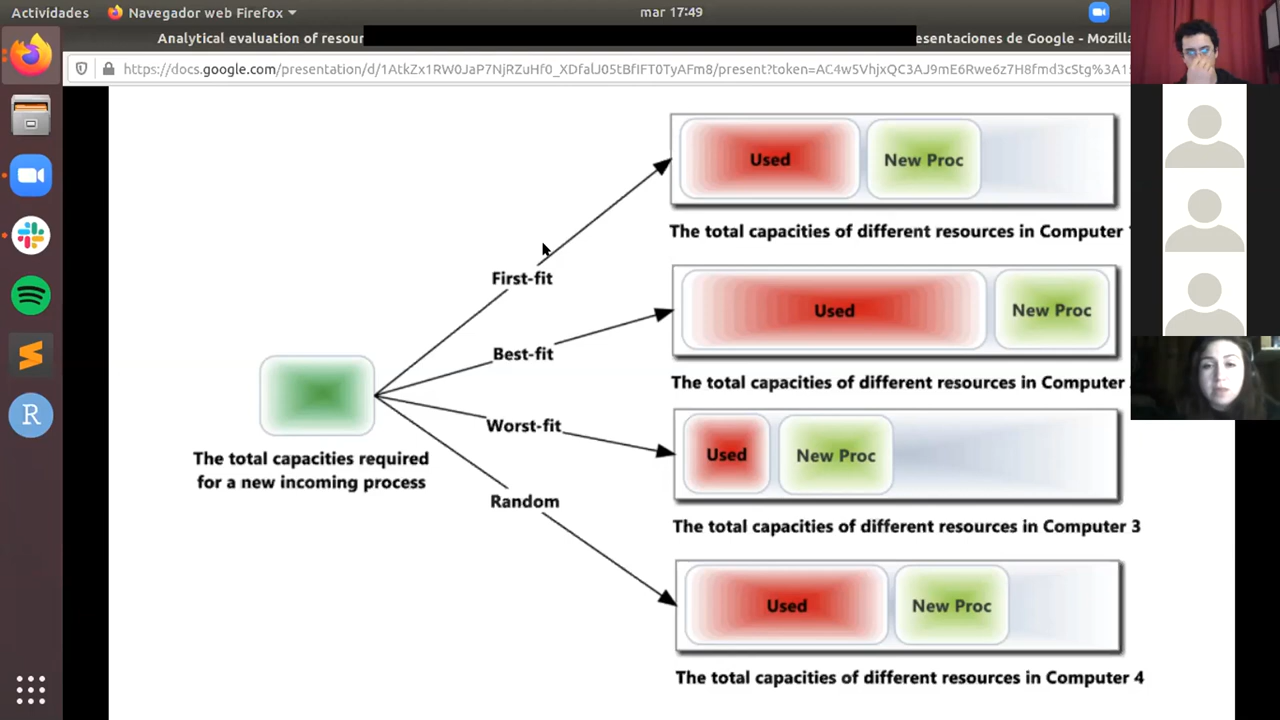 Actividades
Navegador web Firefox
mar 17:49
Analytical evaluation of resour
esentaciones de Google - Mozilla
https://docs.google.com/presentation/d/1AtkZx1RW0JaP7NjRZuHf0_XDfalJ05tBfIFT0TyAFm8/present?token=AC4w5VhjxQC3AJ9mE6Rwe6z7H8fmd3cStg%3A1
Used
New Proc
The total capacities of different resources in Computer
First-fit
Used
New Proc
Best-fit
The total capacities of different resources in Computer
Worst-fit
Used
New Proc
The total capacities required
for a new incoming process
Random
The total capacities of different resources in Computer 3
Used
New Proc
The total capacities of different resources in Computer 4
R